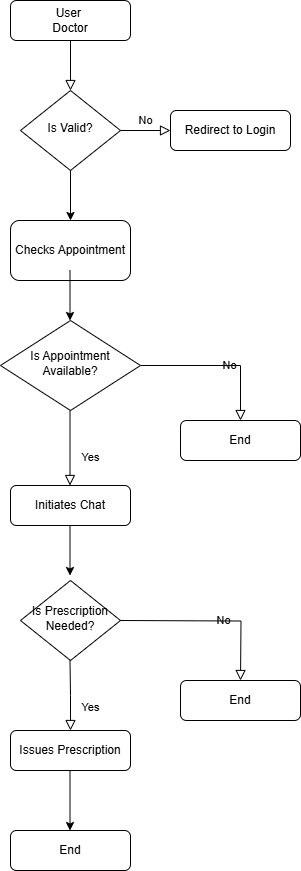 User
Doctor
Is Valid?
No
Redirect to Login
Checks Appointment
Is Appointment
Available?
No
Yes
End
Initiates Chat
Is Prescription
Needed?
No
Yes
End
Issues Prescription
End